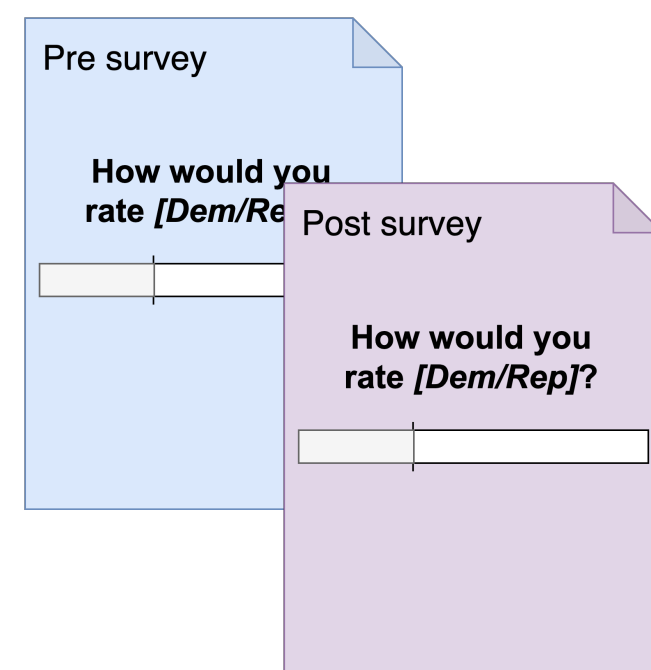 Pre survey
How would you
rate [Dem/Re
Post survey
How would you
rate [Dem/Rep]?